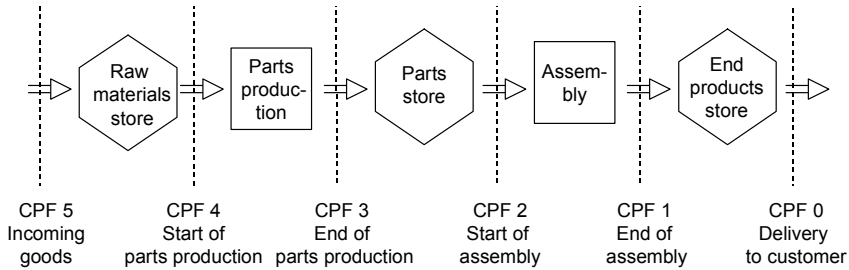 Raw
materials
store
Parts
produc-
tion
Parts
store
Assem-
bly
End
products
store
CPF 5
Incoming
goods
CPF 4
Start of
parts production
CPF 3
End of
parts production
CPF 2
Start of
assembly
CPF 1
End of
assembly
CPF 0
Delivery
to customer